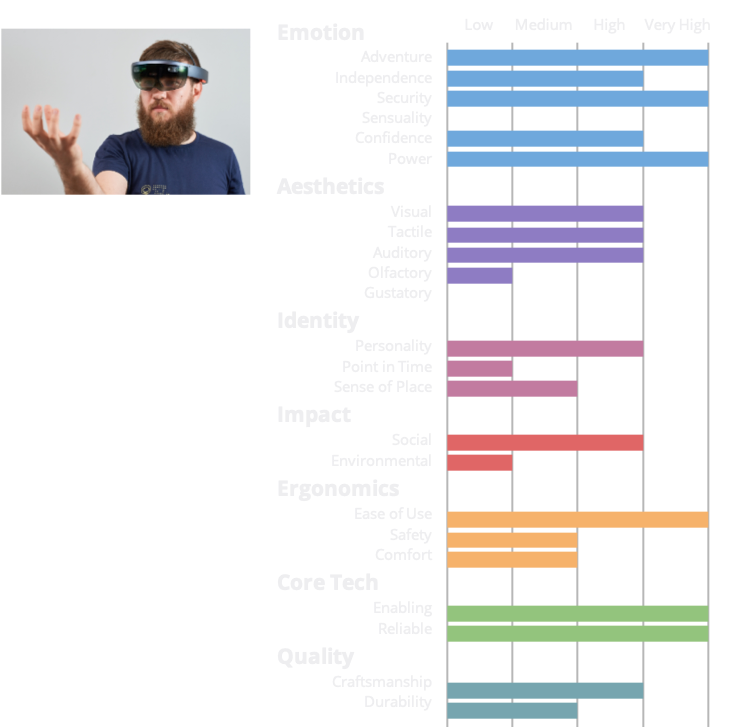 Emotion
Low Medium High Very High
Adventure
Independence
Security
Sensuality
Confidence
Power
Aesthetics
Visual
Tactile
Auditory
Olfactory
Gustatory
Identity
Personality
Point in Time
Sense of Place
Impact
Social
Environmental
Ergonomics
Ease of Use
Safety
Comfort
Core Tech
Enabling
Reliable
Quality
Craftsmanship
Durability